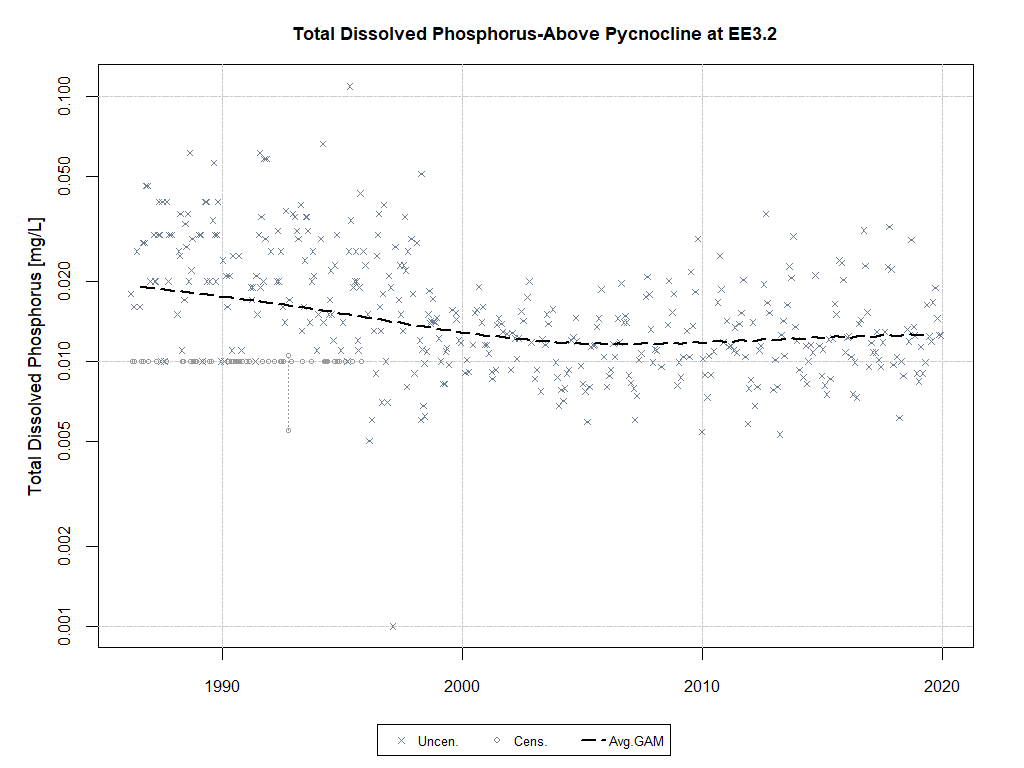 Total Dissolved Phosphorus-Above Pycnocline at EE3.2
Total Dissolved Phosphorus [mg/L]
0.100
0.050
0.020
0.010
0.005
0.002
0.001
1990 2000 2010 2020
Uncen. Cens. Avg.GAM